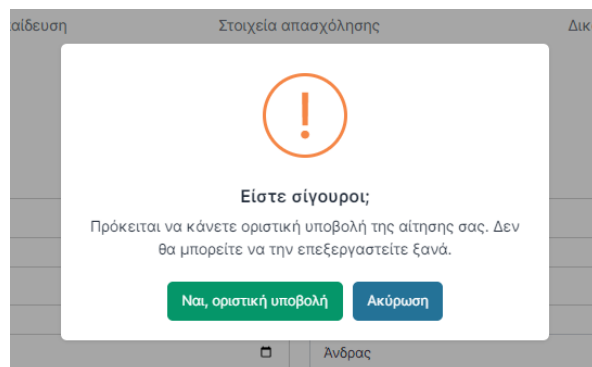 αίδευση Στοιχεία απασχόλησης Δικ
!
Είστε σίγουροι;
Πρόκειται να κάνετε οριστική υποβολή της αίτησης σας. Δεν
θα μπορείτε να την επεξεργαστείτε ξανά.
Ναι, οριστική υποβολή Ακύρωση
Άνδρας